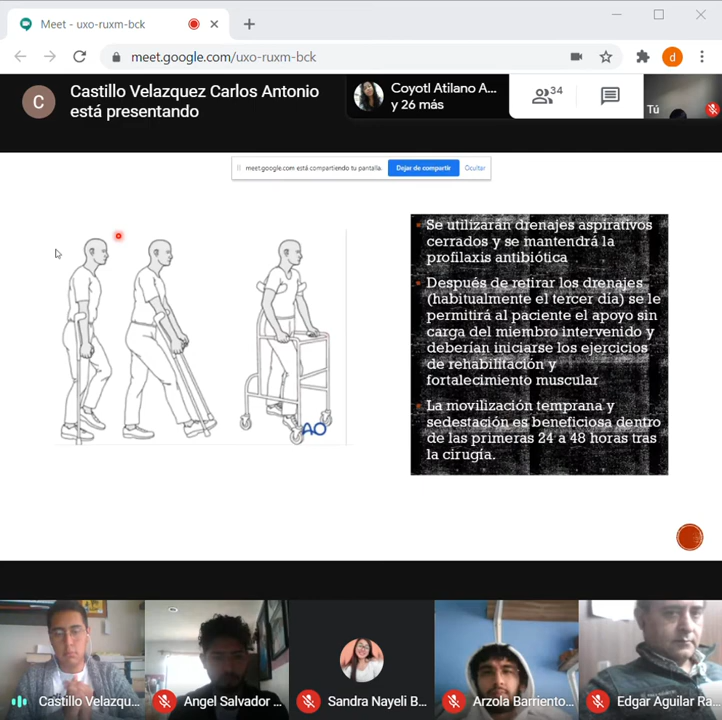 Meet - uxo-ruxm-bck
meet.google.com/uxo-ruxm-bck
d
C
Castillo Velazquez Carlos Antonio
está presentando
Coyotl Atilano A...
y 26 más
34
Tú
meet.google.com está compartiendo tu pantalla.
Dejar de compartir
Ocultar
Se utilizarán drenajes aspirativos
cerrados y se mantendrá la
profilaxis antibiótica
Después de retirar los drenajes
(habitualmente el tercer día) se le
permitirá al paciente el apoyo sin
carga del miembro intervenido y
deberían iniciarse los ejercicios
de rehabilitación y
fortalecimiento muscular
La movilización temprana y
sedestación es beneficiosa dentro
de las primeras 24 a 48 horas tras
la cirugía.
AO
Castillo Velazqu...
Angel Salvador ...
Sandra Nayeli B...
Arzola Barriento...
Edgar Aguilar Ra...